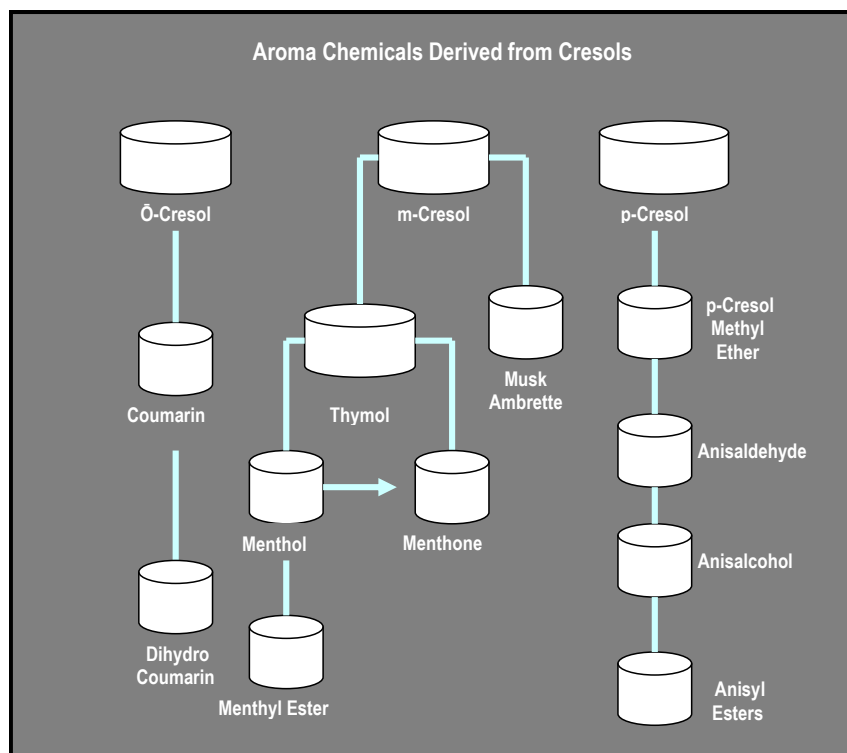 Aroma Chemicals Derived from Cresols
Ō-Cresol
m-Cresol
p-Cresol
p-Cresol
Methyl
Ether
Musk
Ambrette
Coumarin
Thymol
Anisaldehyde
Menthol
Menthone
Anisalcohol
Dihydro
Coumarin
Menthyl Ester
Anisyl
Esters